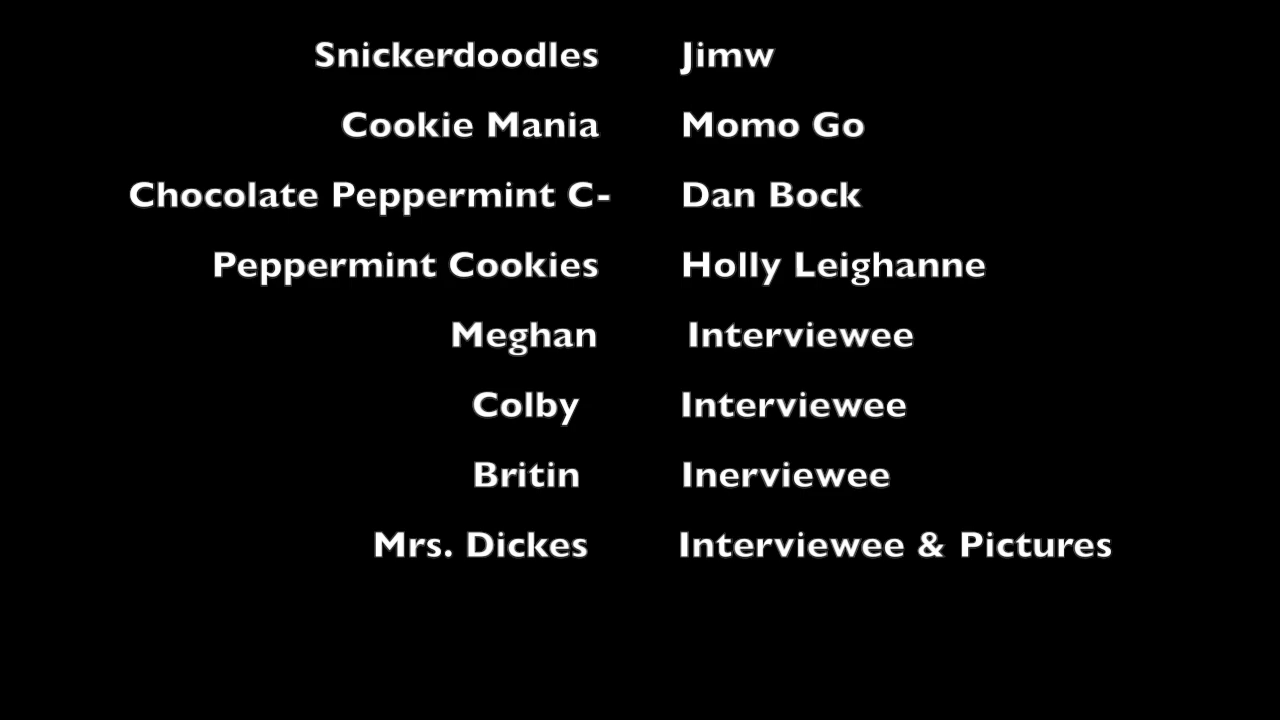 Snickerdoodles Jimw
Cookie Mania Momo Go
Chocolate Peppermint C- Dan Bock
Peppermint Cookies Holly Leighanne
Meghan Interviewee
Colby Interviewee
Britin Inerviewee
Mrs. Dickes Interviewee & Pictures